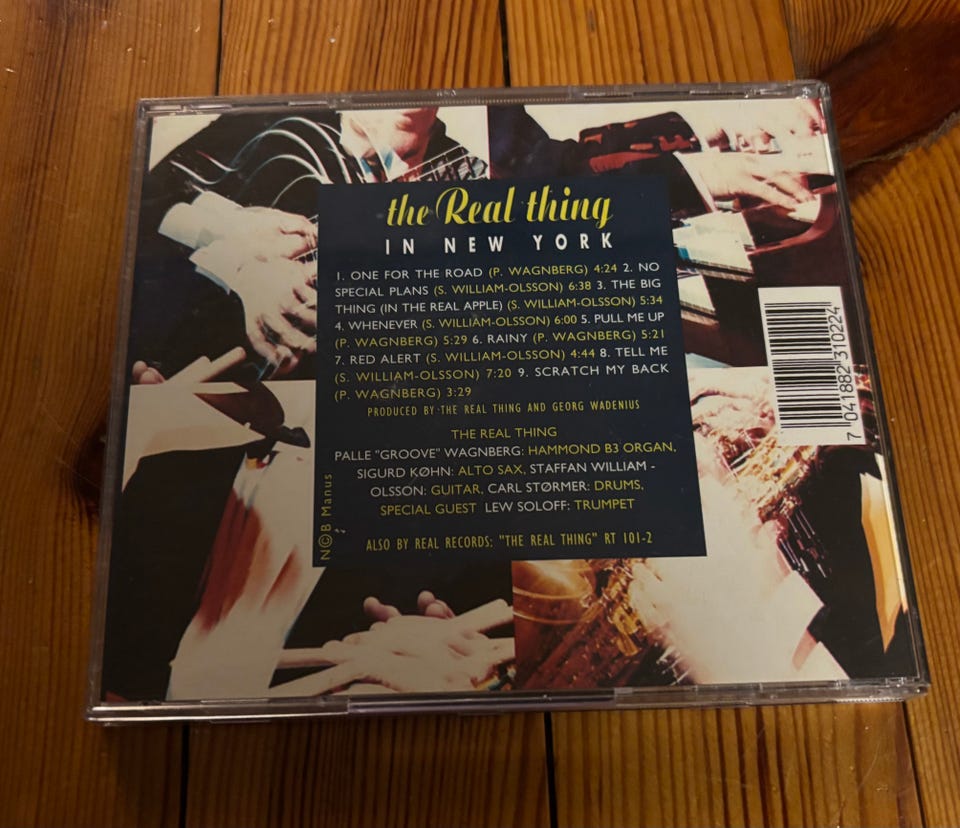 the Real thing
IN NEW YORK
1. ONE FOR THE ROAD (P. WAGNBERG) 4:24 2. NO
SPECIAL PLANS (S. WILLIAM-OLSSON) 6:38 3. THE BIG
THING (IN THE REAL APPLE) (S. WILLIAM-OLSSON) 5:34
4. WHENEVER (S. WILLIAM-OLSSON) 6:00 5. PULL ME UP
(P. WAGNBERG) 5:29 6. RAINY (P. WAGNBERG) 5:21
7. RED ALERT (S. WILLIAM-OLSSON) 4:44 8. TELL ME
(S. WILLIAM-OLSSON) 7:20 9. SCRATCH MY BACK
(P. WAGNBERG) 3:29
PRODUCED BY THE REAL THING AND GEORG WADENIUS
THE REAL THING
PALLE "GROOVE" WAGNBERG: HAMMOND B3 ORGAN,
SIGURD KØHN: ALTO SAX, STAFFAN WILLIAM -
OLSSON: GUITAR, CARL STØRMER: DRUMS,
SPECIAL GUEST LEW SOLOFF: TRUMPET
ALSO BY REAL RECORDS: "THE REAL THING" RT 101-2
N©B Manus
7 041882 310224